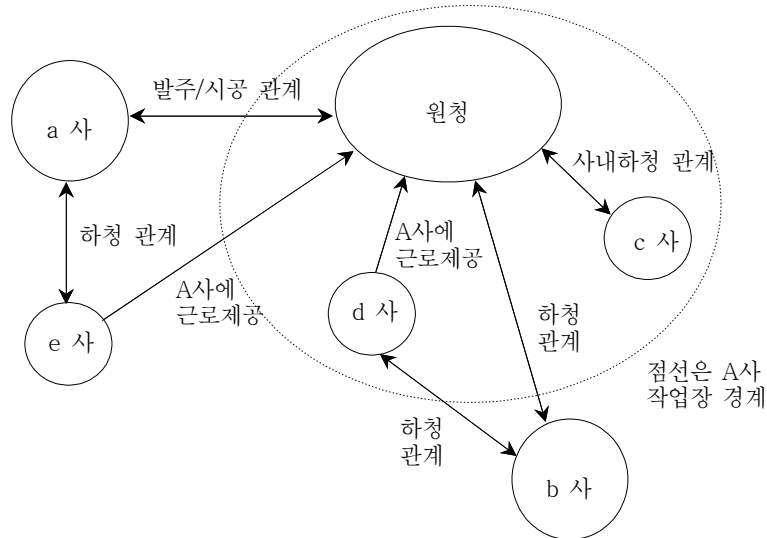 발주/시공 관계
a 사
원청
사내하청 관계
c 사
하청 관계
A사에
근로제공
A사에
근로제공
d 사
e 사
하청
관계
점선은 A사
작업장 경계
하청
관계
b 사